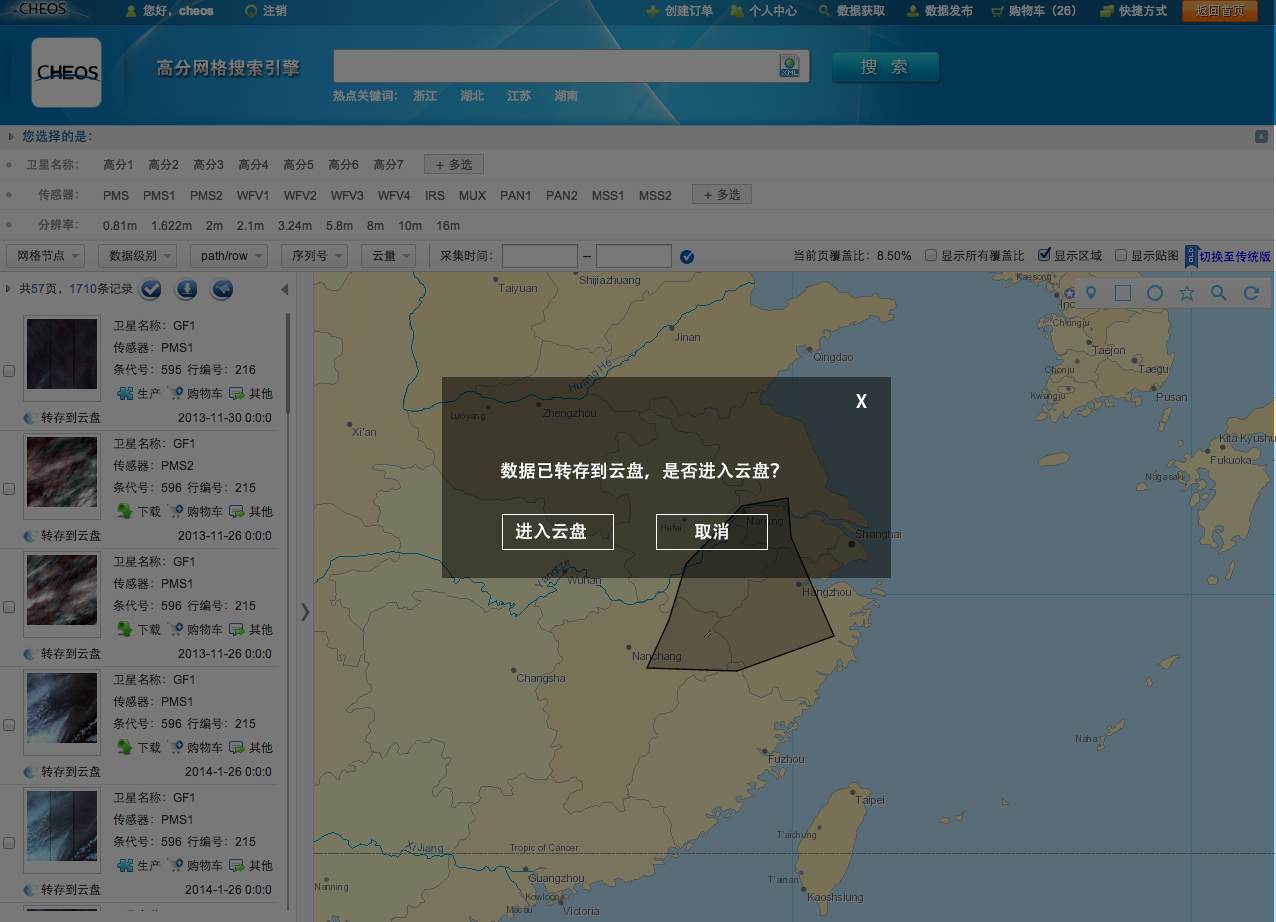 CHEOS 您好，cheos 注销 创建订单 个人中心 数据获取 数据发布 购物车（26） 快捷方式 返回首页
CHEOS 高分网格搜索引擎 XML 搜 索
热点关键词： 浙江 湖北 江苏 湖南
您选择的是：
卫星名称： 高分1 高分2 高分3 高分4 高分5 高分6 高分7 + 多选
传感器： PMS PMS1 PMS2 WFV1 WFV2 WFV3 WFV4 IRS MUX PAN1 PAN2 MSS1 MSS2 + 多选
分辨率： 0.81m 1.622m 2m 2.1m 3.24m 5.8m 8m 10m 16m
网格节点 数据级别 path/row 序列号 云量 采集时间： – 当前页覆盖比：8.50% 显示所有覆盖比 显示区域 显示贴图 切换至传统版
共57页，1710条记录
卫星名称：GF1
传感器：PMS1
条代号：595 行编号：216
生产 购物车 其他
转存到云盘 2013-11-30 0:0:0
卫星名称：GF1
传感器：PMS2
条代号：596 行编号：215
下载 购物车 其他
转存到云盘 2013-11-26 0:0:0
卫星名称：GF1
传感器：PMS1
条代号：596 行编号：215
下载 购物车 其他
转存到云盘 2013-11-26 0:0:0
卫星名称：GF1
传感器：PMS1
条代号：596 行编号：215
下载 购物车 其他
转存到云盘 2014-1-26 0:0:0
卫星名称：GF1
传感器：PMS1
条代号：596 行编号：215
生产 购物车 其他
转存到云盘 2014-1-26 0:0:0
Taiyuan
Shijiazhuang
Kaesong
Inc
Jinan
Chungju
Taejon
Qingdao
Chonju
Taegu
Huang He
Kwangju
Pusan
Luoyang
Zhengzhou
Xi'an
Kita Kyushu
Fukuoka
Nagasaki
X
数据已转存到云盘，是否进入云盘？
进入云盘
取消
Hefei
Nanjing
Shanghai
Yangtze
Wuhan
Hangzhou
Nanchang
Changsha
Naha
Fuzhou
Taipei
T'aichung
Xi Jiang
Tropic of Cancer
T'ainan
Kaoshsiung
Nanning
Guangzhou
Kowloon
Macau
Victoria